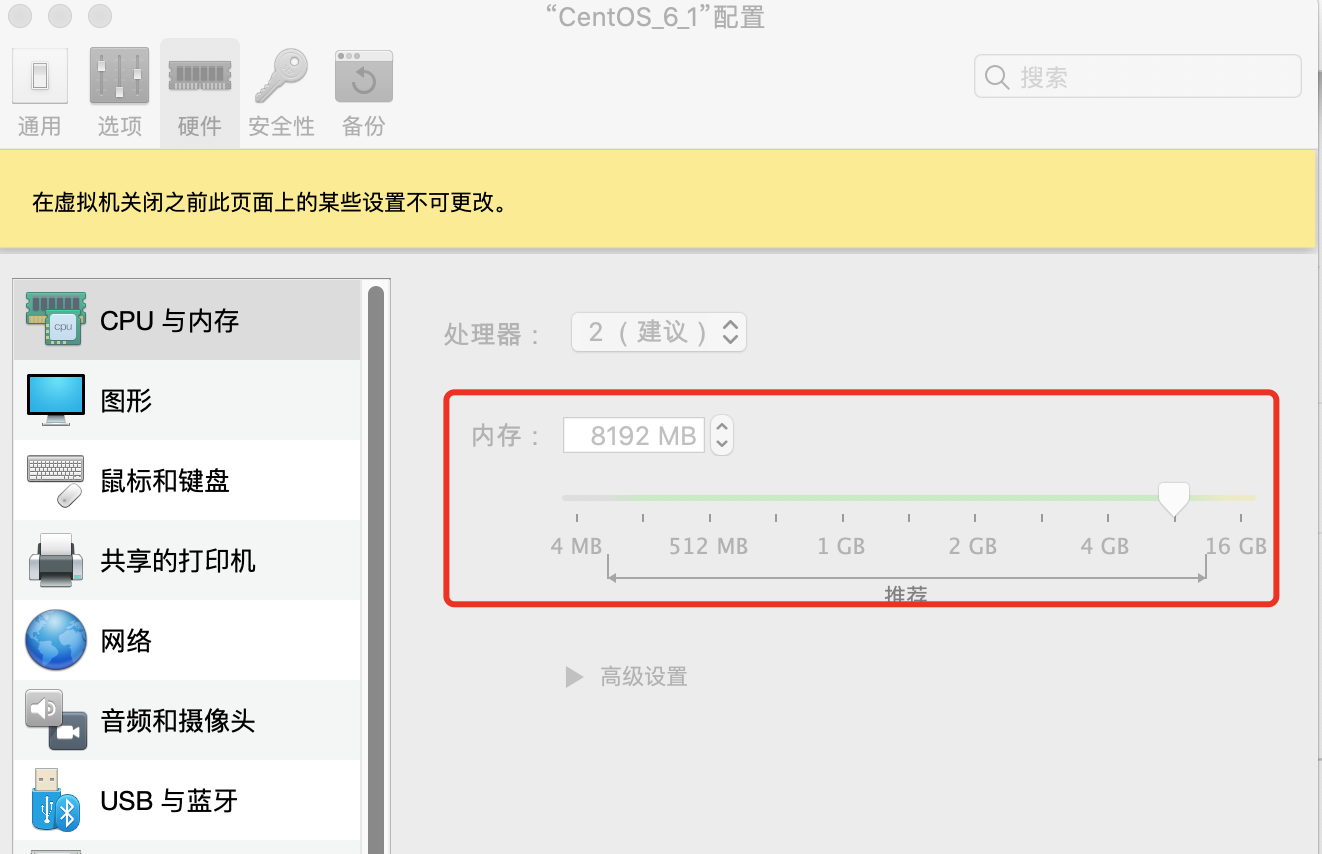 “CentOS_6_1”配置
通用 选项 硬件 安全性 备份
搜索
在虚拟机关闭之前此页面上的某些设置不可更改。
CPU 与内存
图形
鼠标和键盘
共享的打印机
网络
音频和摄像头
USB 与蓝牙
处理器：
2（建议）
内存：
8192 MB
4 MB 512 MB 1 GB 2 GB 4 GB 16 GB
推荐
高级设置
cpu